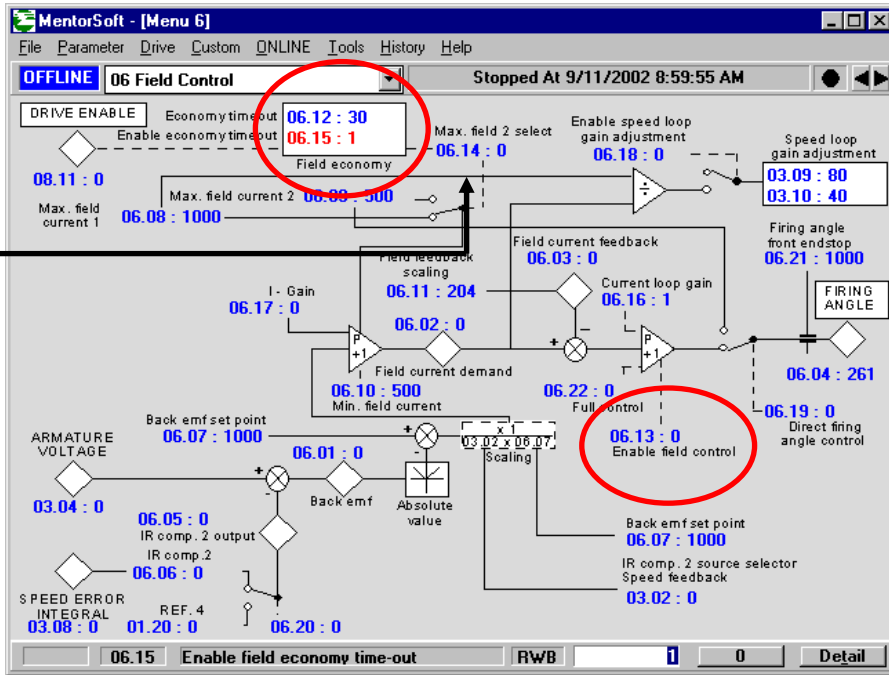 MentorSoft - [Menu 6]
File Parameter Drive Custom ONLINE Tools History Help
OFFLINE 06 Field Control Stopped At 9/11/2002 8:59:55 AM
DRIVE ENABLE
Economy timeout 06.12 : 30
Enable economy timeout 06.15 : 1
Field economy
Max. field 2 select
06.14 : 0
Enable speed loop
gain adjustment
06.18 : 0
Speed loop
gain adjustment
03.09 : 80
03.10 : 40
08.11 : 0
Max. field
current 1
06.08 : 1000
Max. field current 2 06.09 : 500
Firing angle
front endstop
06.21 : 1000
Field feedback
scaling
06.11 : 204
Field current feedback
06.03 : 0
Current loop gain
06.16 : 1
FIRING
ANGLE
I - Gain
06.17 : 0
06.02 : 0
P
+1
+
-
P
+1
Field current demand
06.04 : 261
06.10 : 500
Min. field current
06.22 : 0
Full control
06.13 : 0
Enable field control
06.19 : 0
Direct firing
angle control
Back emf set point
06.07 : 1000
+
-
x 1
03.02 x 06.07
Scaling
ARMATURE
VOLTAGE
03.04 : 0
+
-
06.01 : 0
Back emf
Absolute
value
06.05 : 0
IR comp. 2 output
IR comp.2
06.06 : 0
Back emf set point
06.07 : 1000
IR comp. 2 source selector
Speed feedback
03.02 : 0
SPEED ERROR
INTEGRAL
03.08 : 0
REF. 4
01.20 : 0
06.20 : 0
06.15 Enable field economy time-out RWB 1 0 Detail